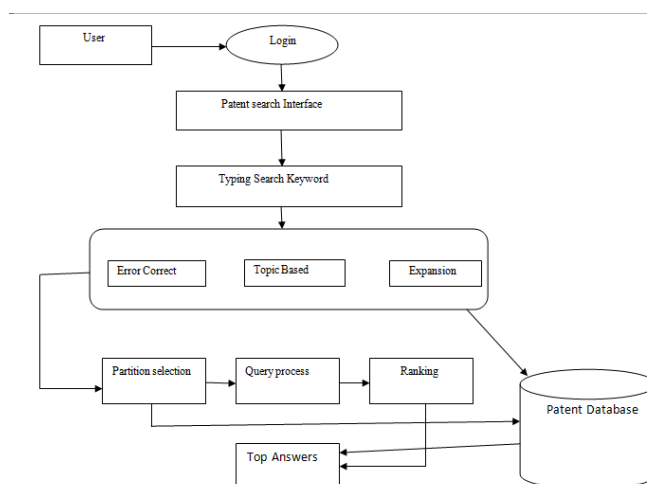 User
Login
Patent search Interface
Typing Search Keyword
Error Correct
Topic Based
Expansion
Partition selection
Query process
Ranking
Patent Database
Top Answers